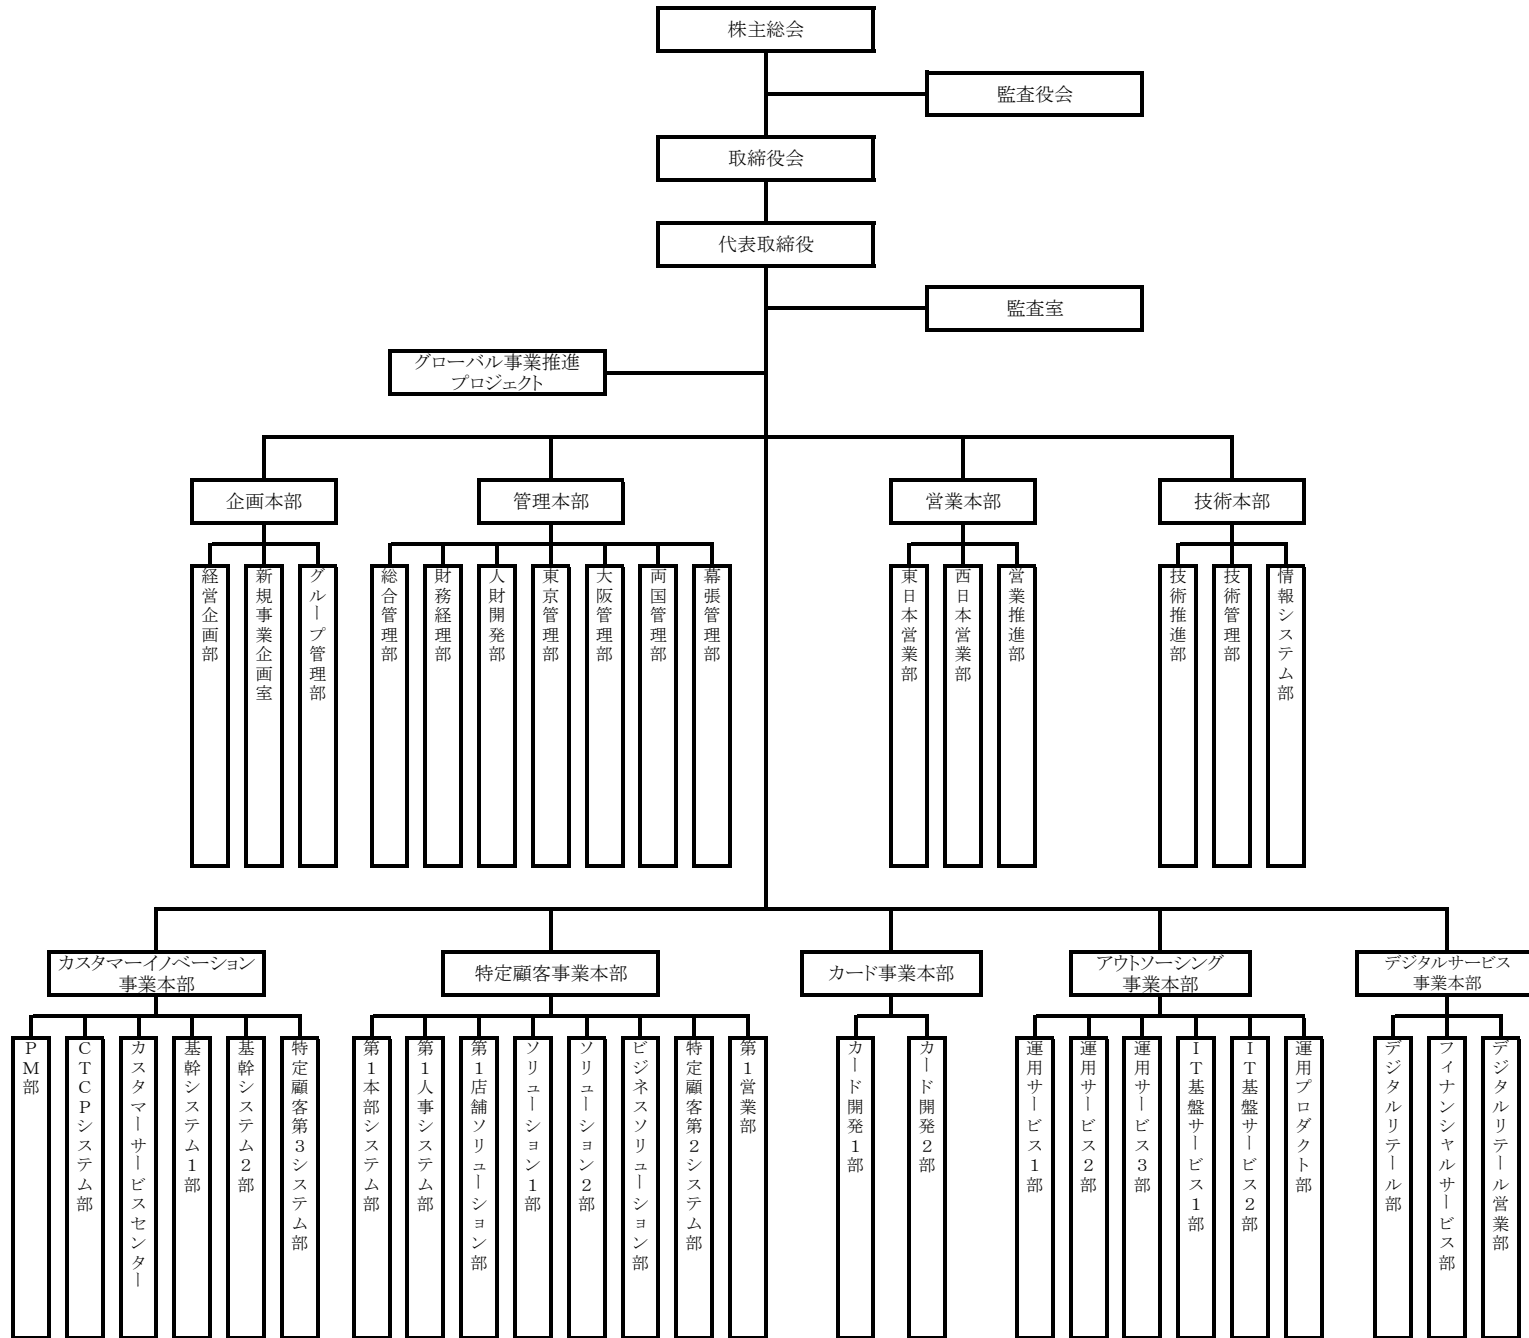 株主総会
監査役会
取締役会
代表取締役
監査室
グローバル事業推進
プロジェクト
企画本部
管理本部
営業本部
技術本部
経営企画部
新規事業企画室
グループ管理部
総合管理部
財務経理部
人財開発部
東京管理部
大阪管理部
両国管理部
幕張管理部
東日本営業部
西日本営業部
営業推進部
技術推進部
技術管理部
情報システム部
カスタマーイノベーション
事業本部
特定顧客事業本部
カード事業本部
アウトソーシング
事業本部
デジタルサービス
事業本部
PM部
CTCPシステム部
カスタマーサービスセンター
基幹システム1部
基幹システム2部
特定顧客第3システム部
第1本部システム部
第1人事システム部
第1店舗ソリューション部
ソリューション1部
ソリューション2部
ビジネスソリューション部
特定顧客第2システム部
第1営業部
カード開発1部
カード開発2部
運用サービス1部
運用サービス2部
運用サービス3部
IT基盤サービス1部
IT基盤サービス2部
運用プロダクト部
デジタルリテール部
フィナンシャルサービス部
デジタルリテール営業部